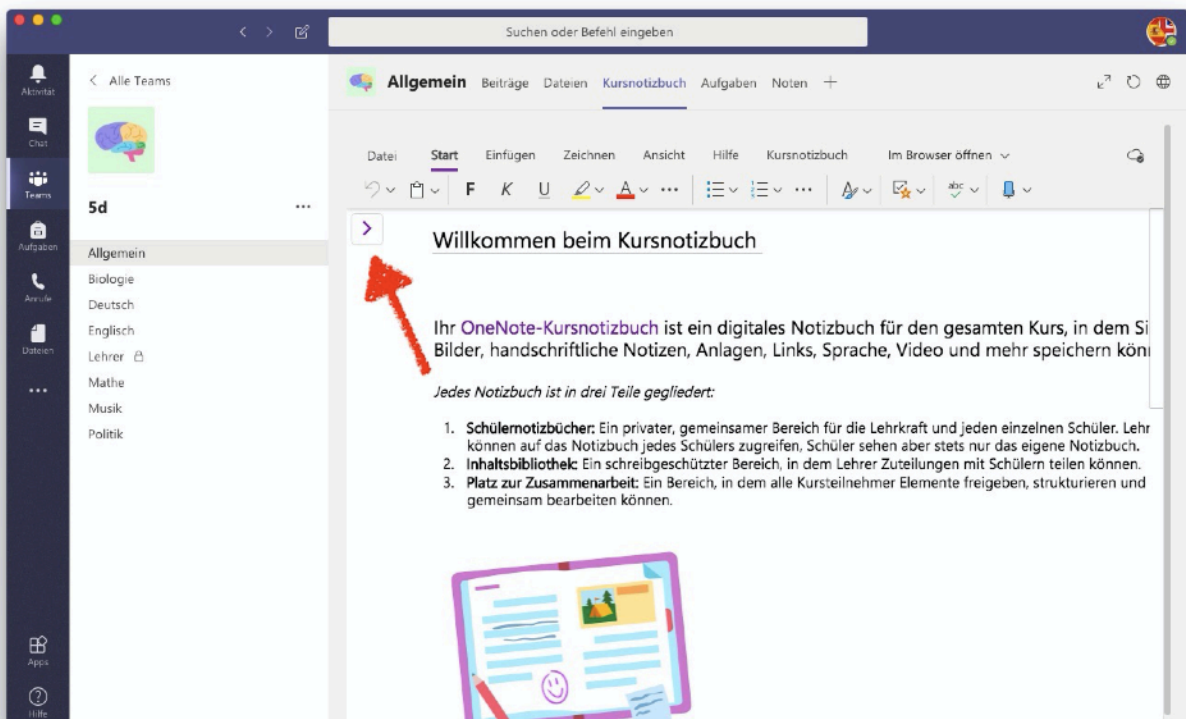 Suchen oder Befehl eingeben
Aktivität
Chat
Teams
Aufgaben
Anrufe
Dateien
Apps
Hilfe
Alle Teams
5d
Allgemein
Biologie
Deutsch
Englisch
Lehrer
Mathe
Musik
Politik
Allgemein Beiträge Dateien Kursnotizbuch Aufgaben Noten
Datei Start Einfügen Zeichnen Ansicht Hilfe Kursnotizbuch Im Browser öffnen
F K U A abc
Willkommen beim Kursnotizbuch
Ihr OneNote-Kursnotizbuch ist ein digitales Notizbuch für den gesamten Kurs, in dem Si
Bilder, handschriftliche Notizen, Anlagen, Links, Sprache, Video und mehr speichern könn
Jedes Notizbuch ist in drei Teile gegliedert:
1. Schülernotizbücher: Ein privater, gemeinsamer Bereich für die Lehrkraft und jeden einzelnen Schüler. Lehr
können auf das Notizbuch jedes Schülers zugreifen, Schüler sehen aber stets nur das eigene Notizbuch.
2. Inhaltsbibliothek: Ein schreibgeschützter Bereich, in dem Lehrer Zuteilungen mit Schülern teilen können.
3. Platz zur Zusammenarbeit: Ein Bereich, in dem alle Kursteilnehmer Elemente freigeben, strukturieren und
gemeinsam bearbeiten können.